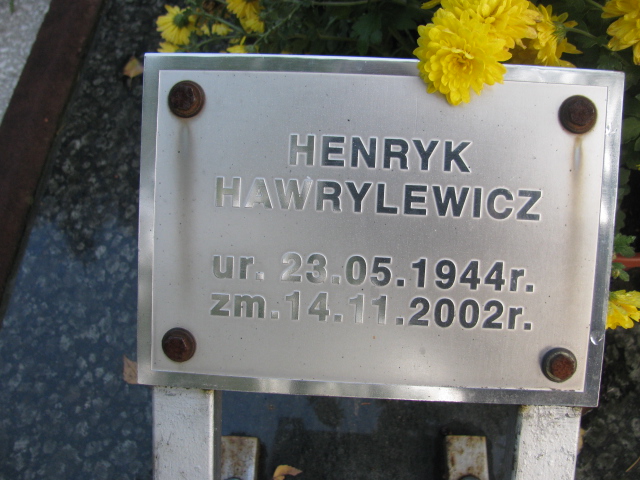 HENRYK
HAWRYLEWICZ
ur. 23.05.1944r.
zm.14.11.2002r.